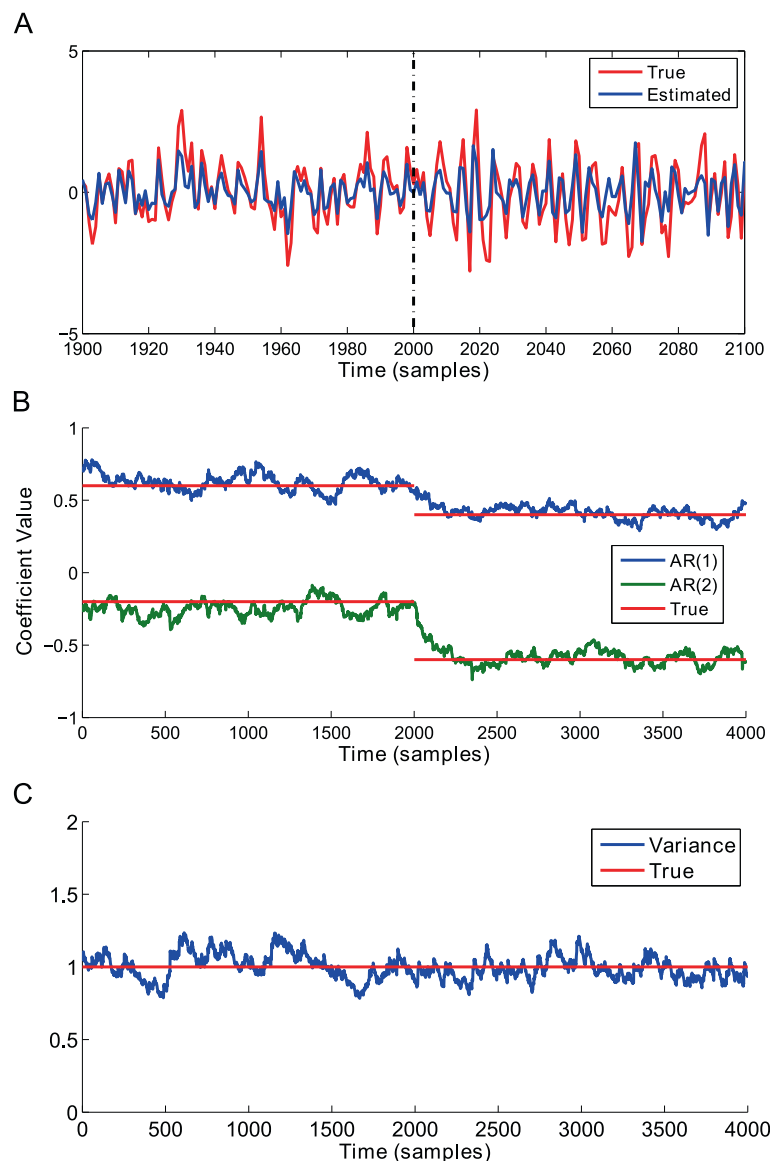 A
5
0
−5
True
Estimated
1900 1920 1940 1960 1980 2000 2020 2040 2060 2080 2100
Time (samples)
B
1
0.5
0
−0.5
−1
Coefficient Value
AR(1)
AR(2)
True
0 500 1000 1500 2000 2500 3000 3500 4000
Time (samples)
C
2
1.5
1
0.5
0
Variance
True
0 500 1000 1500 2000 2500 3000 3500 4000
Time (samples)